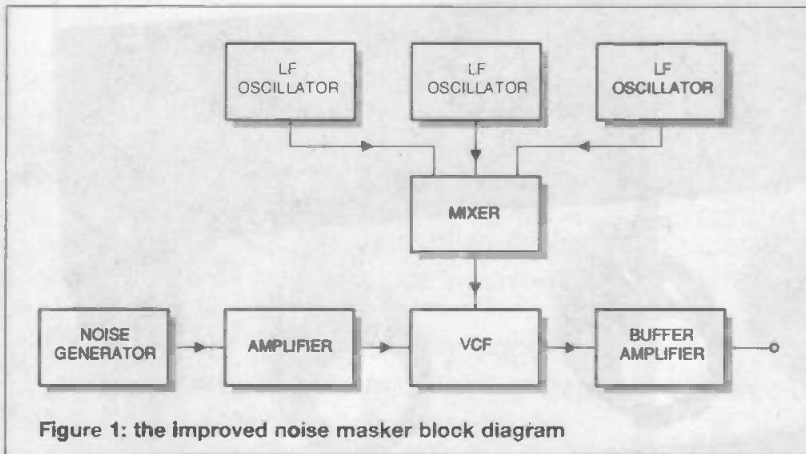 LF
OSCILLATOR
LF
OSCILLATOR
LF
OSCILLATOR
MIXER
NOISE
GENERATOR
AMPLIFIER
VCF
BUFFER
AMPLIFIER
Figure 1: the improved noise masker block diagram